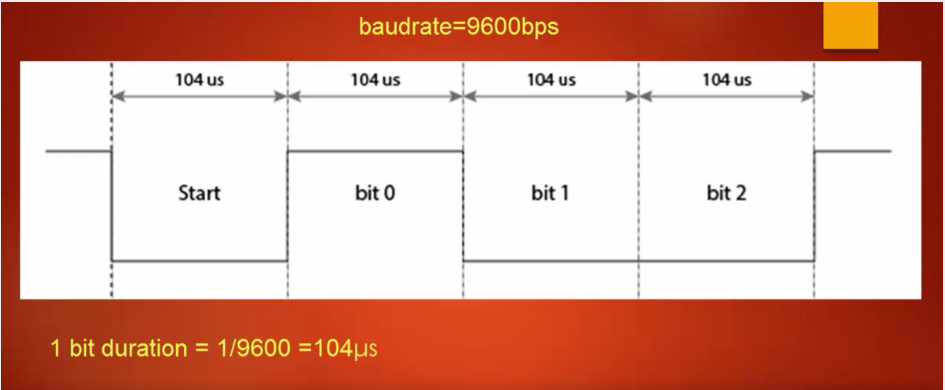 baudrate=9600bps
104 us 104 us 104 us 104 us
Start bit 0 bit 1 bit 2
1 bit duration = 1/9600 =104µs